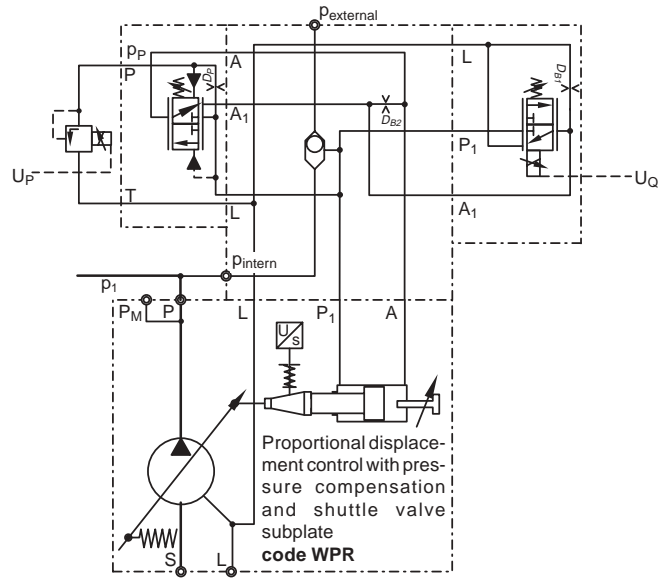 p_external
p_P
P
D_P
A
A_1
D_B2
L
D_B1
P_1
A_1
U_P
U_Q
T
L
p_intern
p_1
P_M
P
L
P_1
A
U
s
Proportional displace-
ment control with pres-
sure compensation
and shuttle valve
subplate
code WPR
S
L